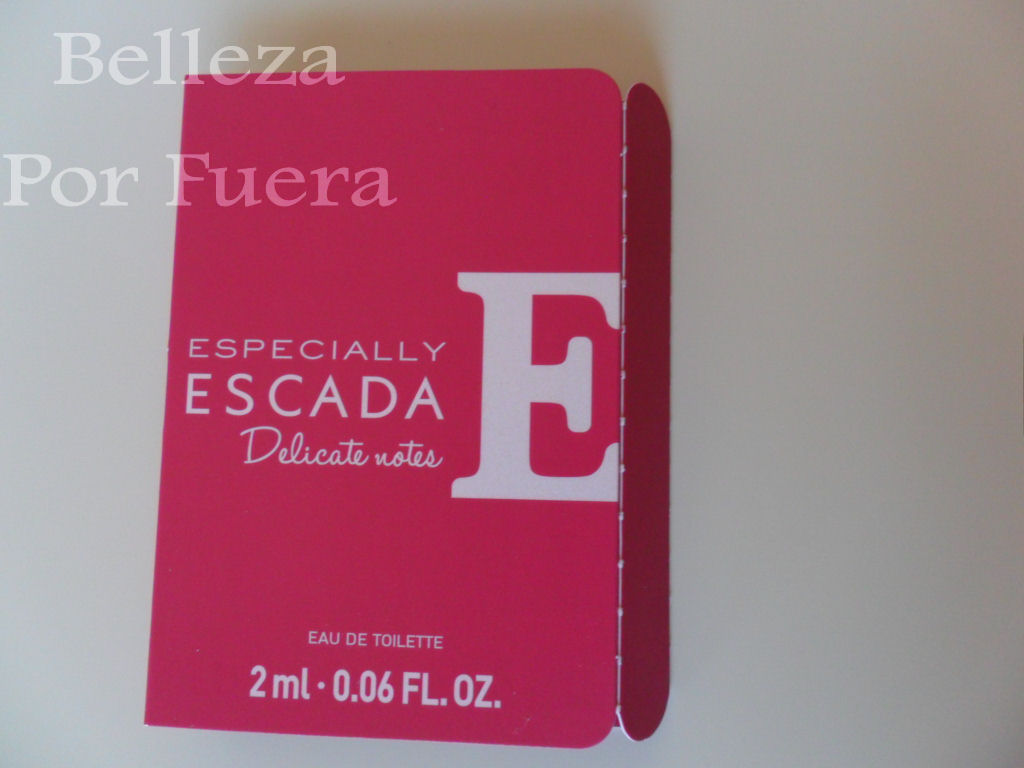 Belleza
Por Fuera
ESPECIALLY
ESCADA
Delicate notes
E
EAU DE TOILETTE
2 ml · 0.06 FL. OZ.